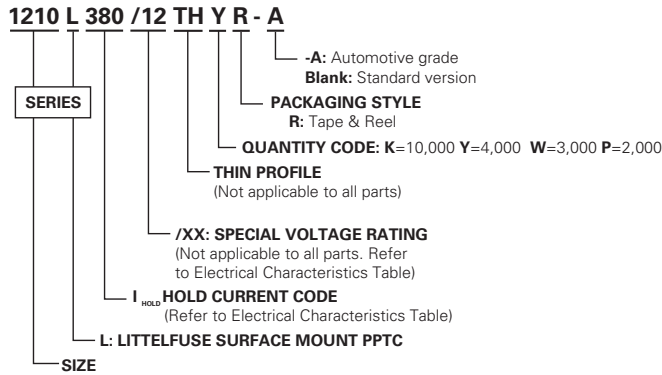 1210 L 380 /12 TH Y R - A
-A: Automotive grade
Blank: Standard version
SERIES
PACKAGING STYLE
R: Tape & Reel
QUANTITY CODE: K=10,000 Y=4,000 W=3,000 P=2,000
THIN PROFILE
(Not applicable to all parts)
/XX: SPECIAL VOLTAGE RATING
(Not applicable to all parts. Refer
to Electrical Characteristics Table)
I HOLD HOLD CURRENT CODE
(Refer to Electrical Characteristics Table)
L: LITTELFUSE SURFACE MOUNT PPTC
SIZE